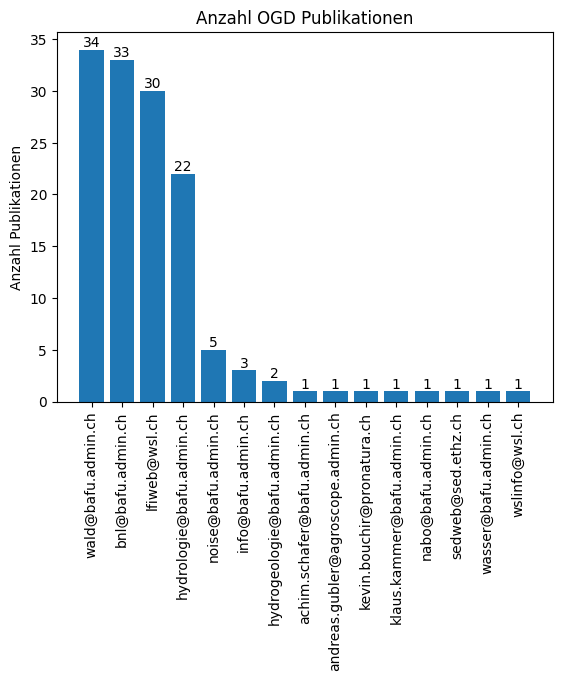 Anzahl OGD Publikationen
Anzahl Publikationen
35
30
25
20
15
10
5
0
34
33
30
22
5
3
2
1
1
1
1
1
1
1
1
wald@bafu.admin.ch
bnl@bafu.admin.ch
lfiweb@wsl.ch
hydrologie@bafu.admin.ch
noise@bafu.admin.ch
info@bafu.admin.ch
hydrogeologie@bafu.admin.ch
achim.schafer@bafu.admin.ch
andreas.gubler@agroscope.admin.ch
kevin.bouchir@pronatura.ch
klaus.kammer@bafu.admin.ch
nabo@bafu.admin.ch
sedweb@sed.ethz.ch
wasser@bafu.admin.ch
wslinfo@wsl.ch